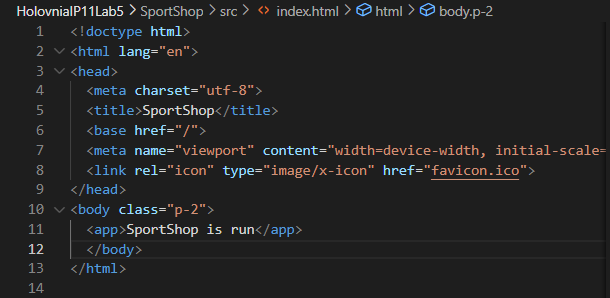 HolovniaIP11Lab5 > SportShop > src > <> index.html > html > body.p-2
1 <!doctype html>
2 <html lang="en">
3 <head>
4 <meta charset="utf-8">
5 <title>SportShop</title>
6 <base href="/">
7 <meta name="viewport" content="width=device-width, initial-scale=
8 <link rel="icon" type="image/x-icon" href="favicon.ico">
9 </head>
10 <body class="p-2">
11 <app>SportShop is run</app>
12 </body>
13 </html>
14